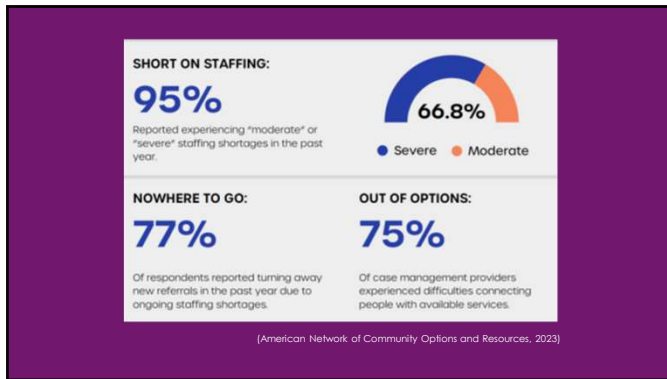 SHORT ON STAFFING:
95%
Reported experiencing "moderate" or
"severe" staffing shortages in the past
year.
66.8%
Severe
Moderate
NOWHERE TO GO:
77%
Of respondents reported turning away
new referrals in the past year due to
ongoing staffing shortages.
OUT OF OPTIONS:
75%
Of case management providers
experienced difficulties connecting
people with available services.
(American Network of Community Options and Resources, 2023)